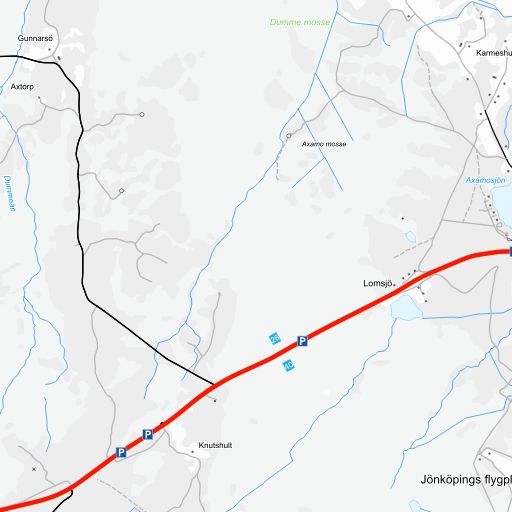 Dumme mosse
Gunnarsö
Karmeshu
Axtorp
Axamo mosse
Dummeån
Axamosjön
Lomsjö
P
P
P
P
Knutshult
Jönköpings flygpl